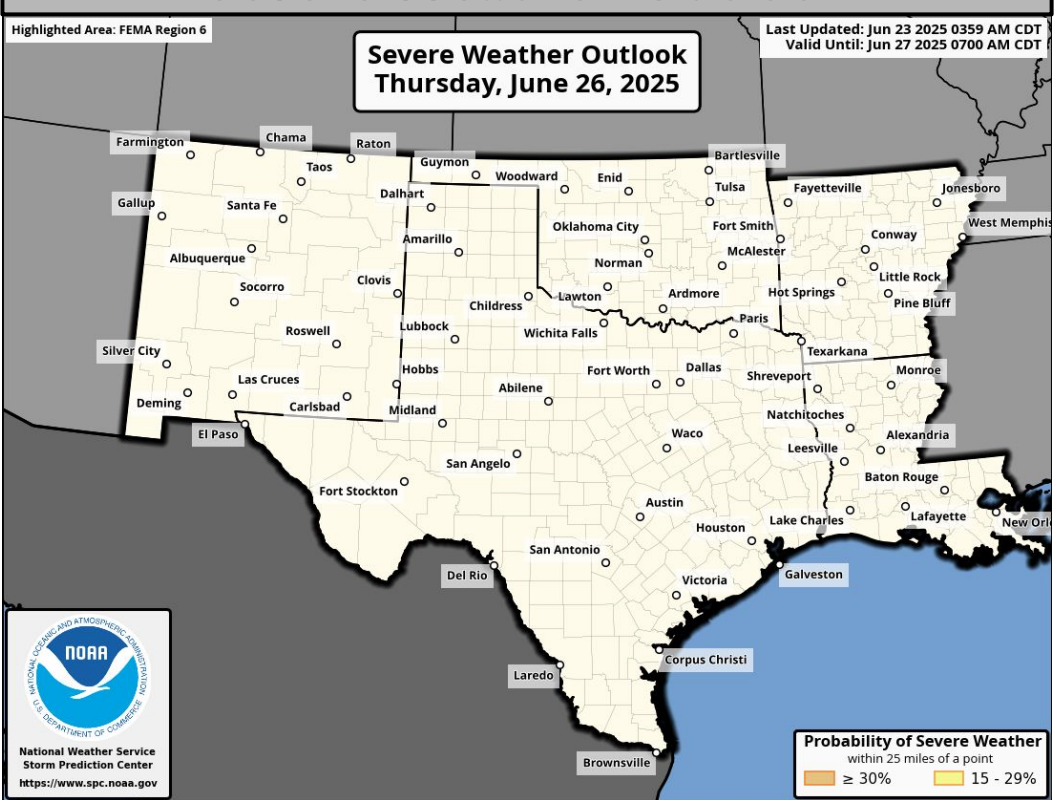 Highlighted Area: FEMA Region 6
Severe Weather Outlook
Thursday, June 26, 2025
Last Updated: Jun 23 2025 0359 AM CDT
Valid Until: Jun 27 2025 0700 AM CDT
Farmington
Chama
Raton
Taos
Guymon
Woodward
Enid
Bartlesville
Tulsa
Fayetteville
Jonesboro
Gallup
Santa Fe
Dalhart
Oklahoma City
Fort Smith
Conway
West Memphis
Albuquerque
Amarillo
Norman
McAlester
Little Rock
Socorro
Clovis
Childress
Lawton
Ardmore
Hot Springs
Pine Bluff
Roswell
Lubbock
Wichita Falls
Paris
Texarkana
Silver City
Las Cruces
Hobbs
Fort Worth
Dallas
Shreveport
Monroe
Deming
Carlsbad
Midland
Abilene
Natchitoches
El Paso
Waco
Leesville
Alexandria
San Angelo
Fort Stockton
Baton Rouge
Austin
Houston
Lake Charles
Lafayette
New Orl
San Antonio
Del Rio
Victoria
Galveston
Laredo
Corpus Christi
Brownsville
NATIONAL OCEANIC AND ATMOSPHERIC ADMINISTRATION
NOAA
U.S. DEPARTMENT OF COMMERCE
National Weather Service
Storm Prediction Center
https://www.spc.noaa.gov
Probability of Severe Weather
within 25 miles of a point
≥ 30%
15 - 29%